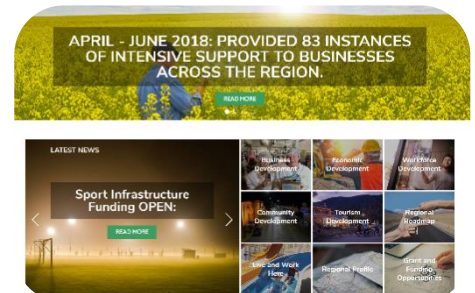 APRIL - JUNE 2018: PROVIDED 83 INSTANCES
OF INTENSIVE SUPPORT TO BUSINESSES
ACROSS THE REGION.
READ MORE
LATEST NEWS
Sport Infrastructure
Funding OPEN:
READ MORE
Business
Development
Economic
Development
Workforce
Development
Community
Development
Tourism
Development
Regional
Roadmap
Live and Work
Here
Regional Profile
Grant and
Funding
Opportunities